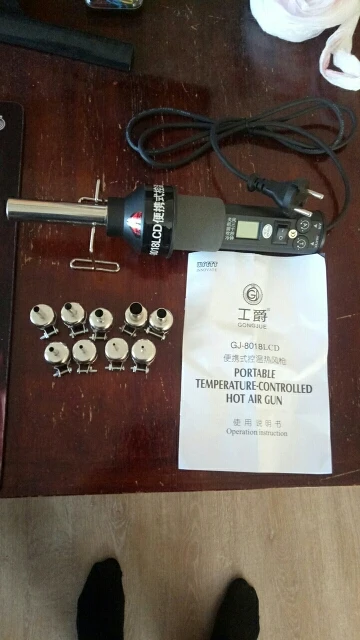 8018LCD便携式控温
工爵
GONGJUE
GJ-8018LCD
便携式控温热风枪
PORTABLE
TEMPERATURE-CONTROLLED
HOT AIR GUN
使用说明书
Operation instruction